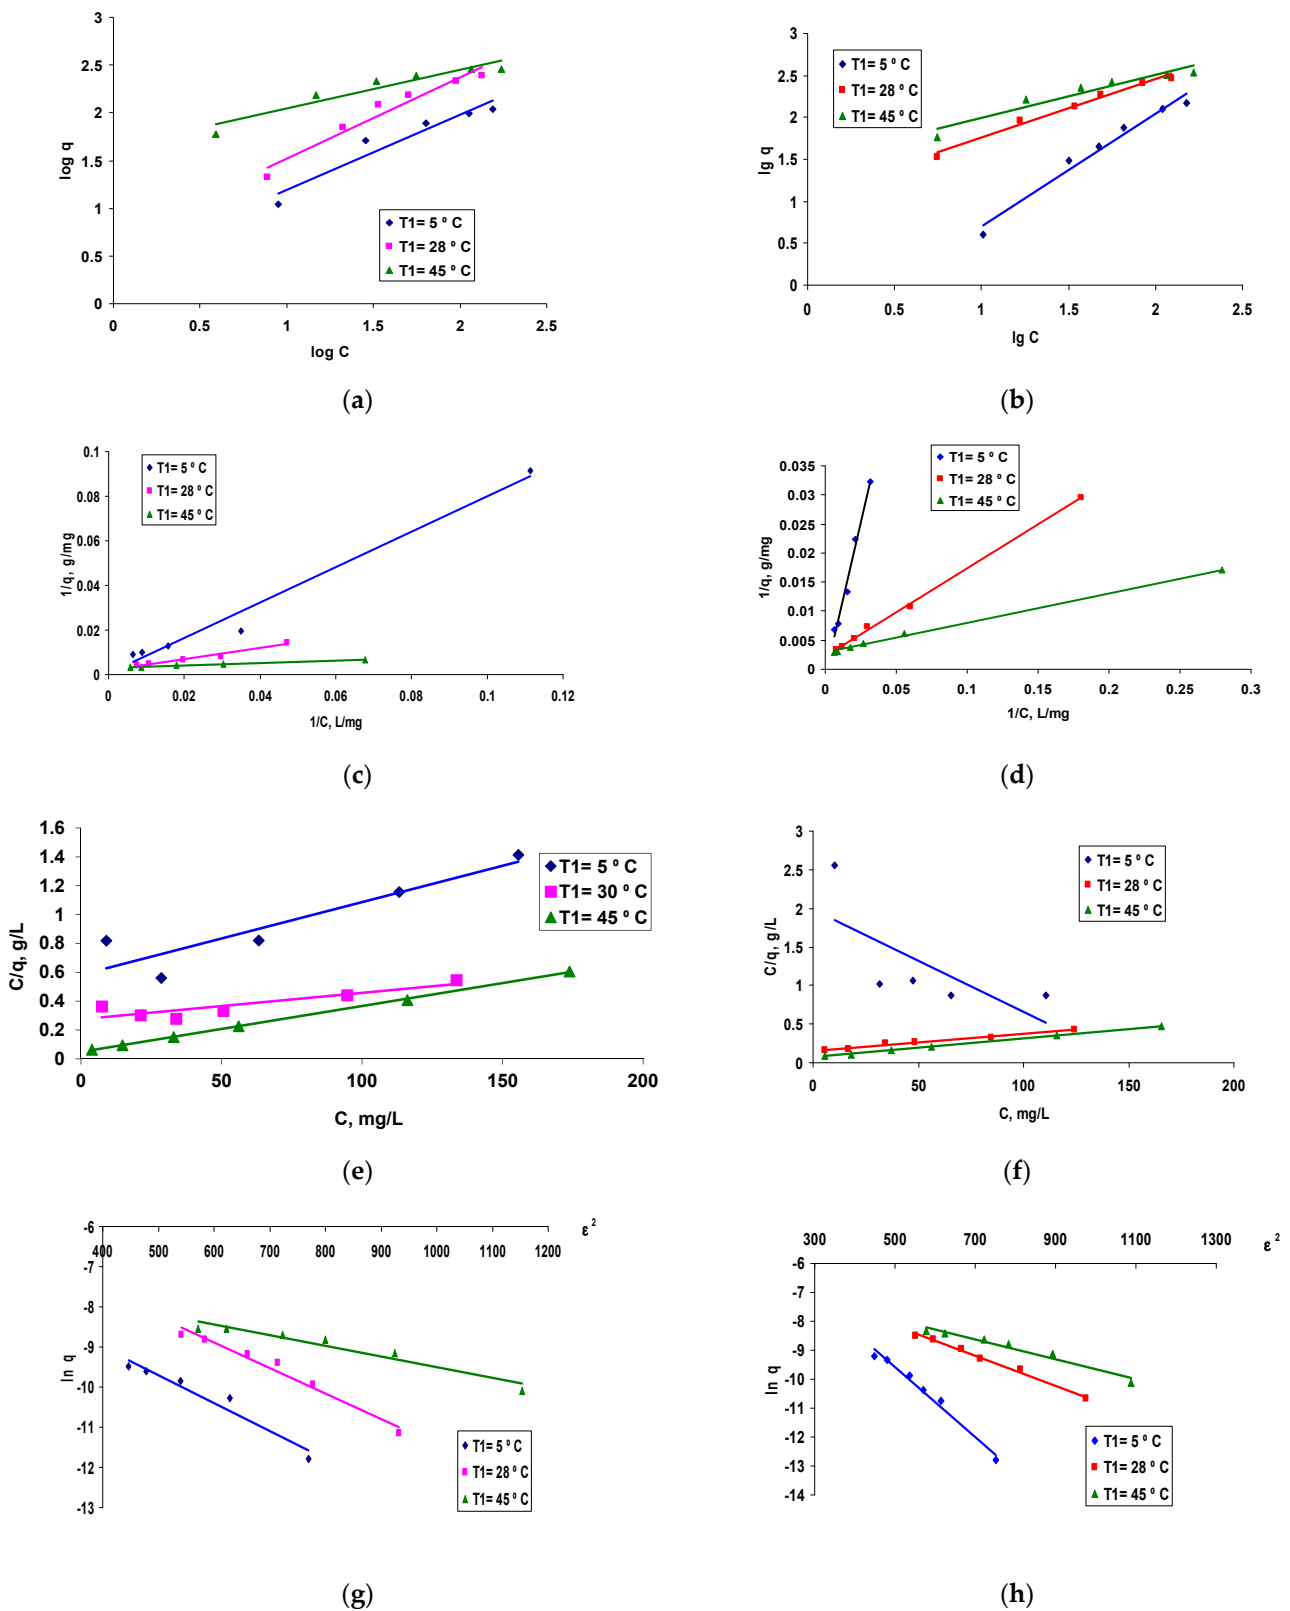 3
2.5
2
1.5
1
0.5
0
log q
0 0.5 1 1.5 2 2.5
log C
T1= 5 º C
T1= 28 º C
T1= 45 º C
(a)
3
2.5
2
1.5
1
0.5
0
lg q
0 0.5 1 1.5 2 2.5
lg C
T1= 5 º C
T1= 28 º C
T1= 45 º C
(b)
0.1
0.08
0.06
0.04
0.02
0
1/q, g/mg
0 0.02 0.04 0.06 0.08 0.1 0.12
1/C, L/mg
T1= 5 º C
T1= 28 º C
T1= 45 º C
(c)
0.035
0.03
0.025
0.02
0.015
0.01
0.005
0
1/q, g/mg
0 0.05 0.1 0.15 0.2 0.25 0.3
1/C, L/mg
T1= 5 º C
T1= 28 º C
T1= 45 º C
(d)
1.6
1.4
1.2
1
0.8
0.6
0.4
0.2
0
C/q, g/L
0 50 100 150 200
C, mg/L
T1= 5 º C
T1= 30 º C
T1= 45 º C
(e)
3
2.5
2
1.5
1
0.5
0
C/q, g/L
0 50 100 150 200
C, mg/L
T1= 5 º C
T1= 28 º C
T1= 45 º C
(f)
-6
-7
-8
-9
-10
-11
-12
-13
ln q
400 500 600 700 800 900 1000 1100 1200
ε 2
T1= 5 º C
T1= 28 º C
T1= 45 º C
(g)
300 500 700 900 1100 1300
ε 2
-6
-7
-8
-9
-10
-11
-12
-13
-14
ln q
T1= 5 º C
T1= 28 º C
T1= 45 º C
(h)